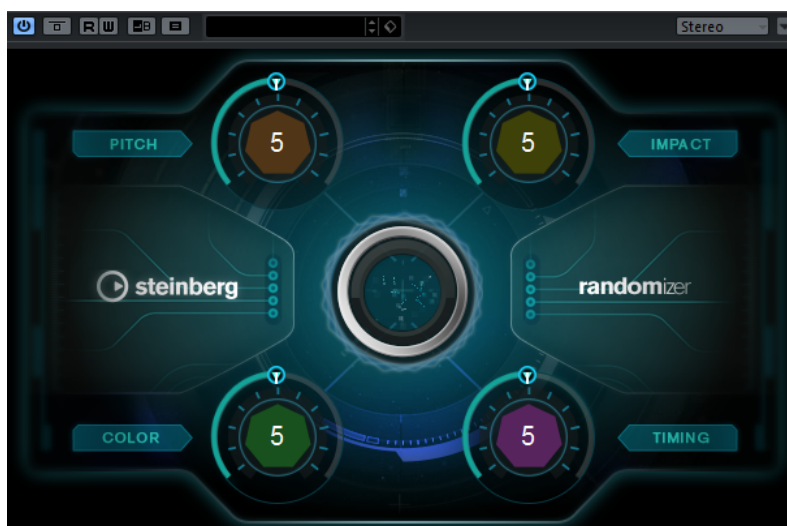 R W
Stereo
PITCH
5
5
IMPACT
steinberg
randomizer
COLOR
5
5
TIMING